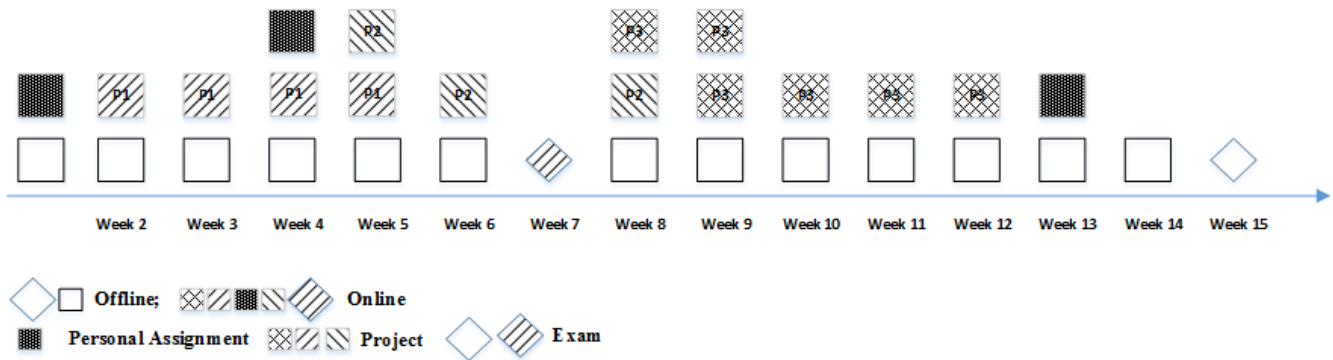 P2 P3 P3
P1 P1 P1 P1 P2 P2 P3 P3 P3 P3
Week 2 Week 3 Week 4 Week 5 Week 6 Week 7 Week 8 Week 9 Week 10 Week 11 Week 12 Week 13 Week 14 Week 15
Offline; Online
Personal Assignment Project Exam